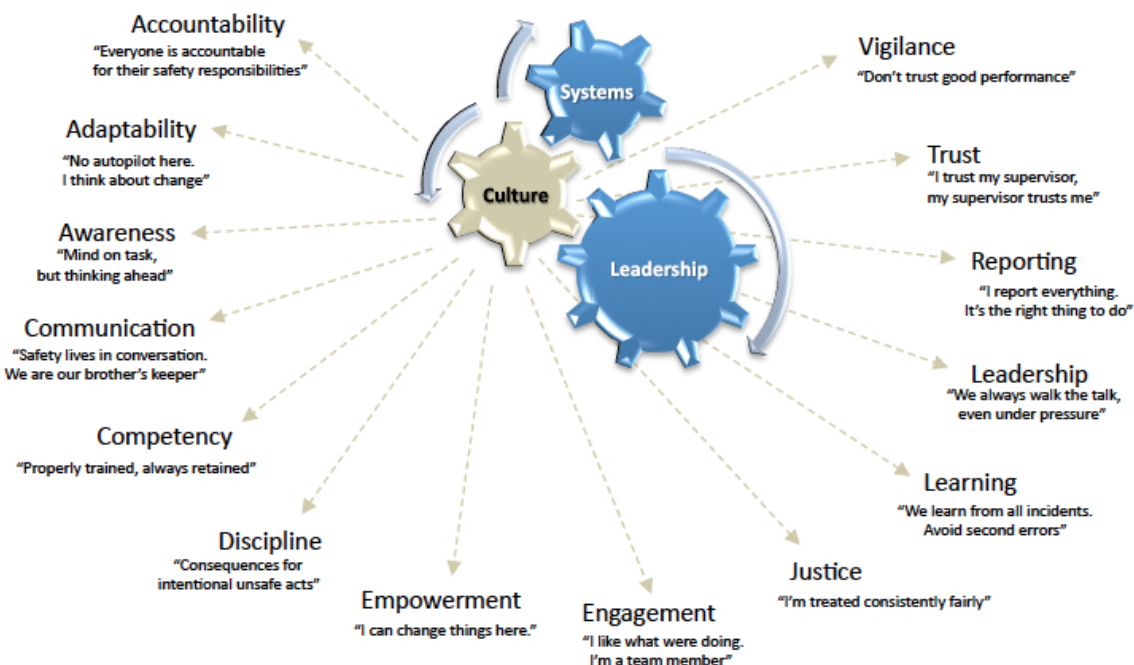 Accountability
“Everyone is accountable
for their safety responsibilities”
Adaptability
“No autopilot here.
I think about change”
Awareness
“Mind on task,
but thinking ahead”
Communication
“Safety lives in conversation.
We are our brother’s keeper”
Competency
“Properly trained, always retained”
Discipline
“Consequences for
intentional unsafe acts”
Empowerment
“I can change things here.”
Engagement
“I like what were doing.
I’m a team member”
Justice
“I’m treated consistently fairly”
Learning
“We learn from all incidents.
Avoid second errors”
Leadership
“We always walk the talk,
even under pressure”
Reporting
“I report everything.
It’s the right thing to do”
Trust
“I trust my supervisor,
my supervisor trusts me”
Vigilance
“Don’t trust good performance”
Systems
Culture
Leadership